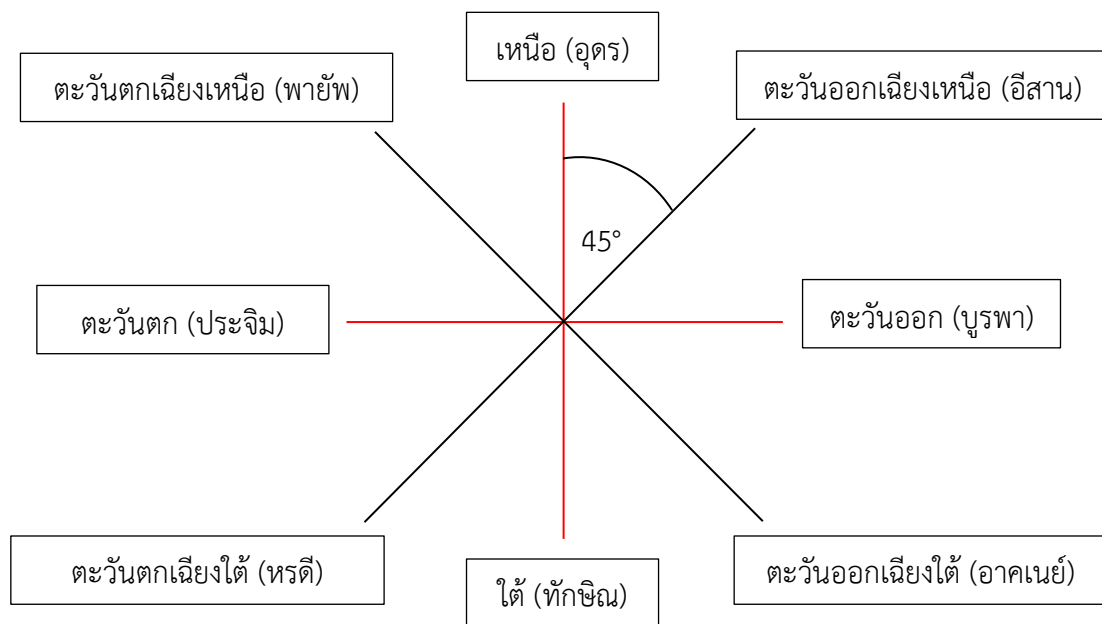 เหนือ (อุดร)
ตะวันตกเฉียงเหนือ (พายัพ)
ตะวันออกเฉียงเหนือ (อีสาน)
45°
ตะวันตก (ประจิม)
ตะวันออก (บูรพา)
ตะวันตกเฉียงใต้ (หรดี)
ตะวันออกเฉียงใต้ (อาคเนย์)
ใต้ (ทักษิณ)